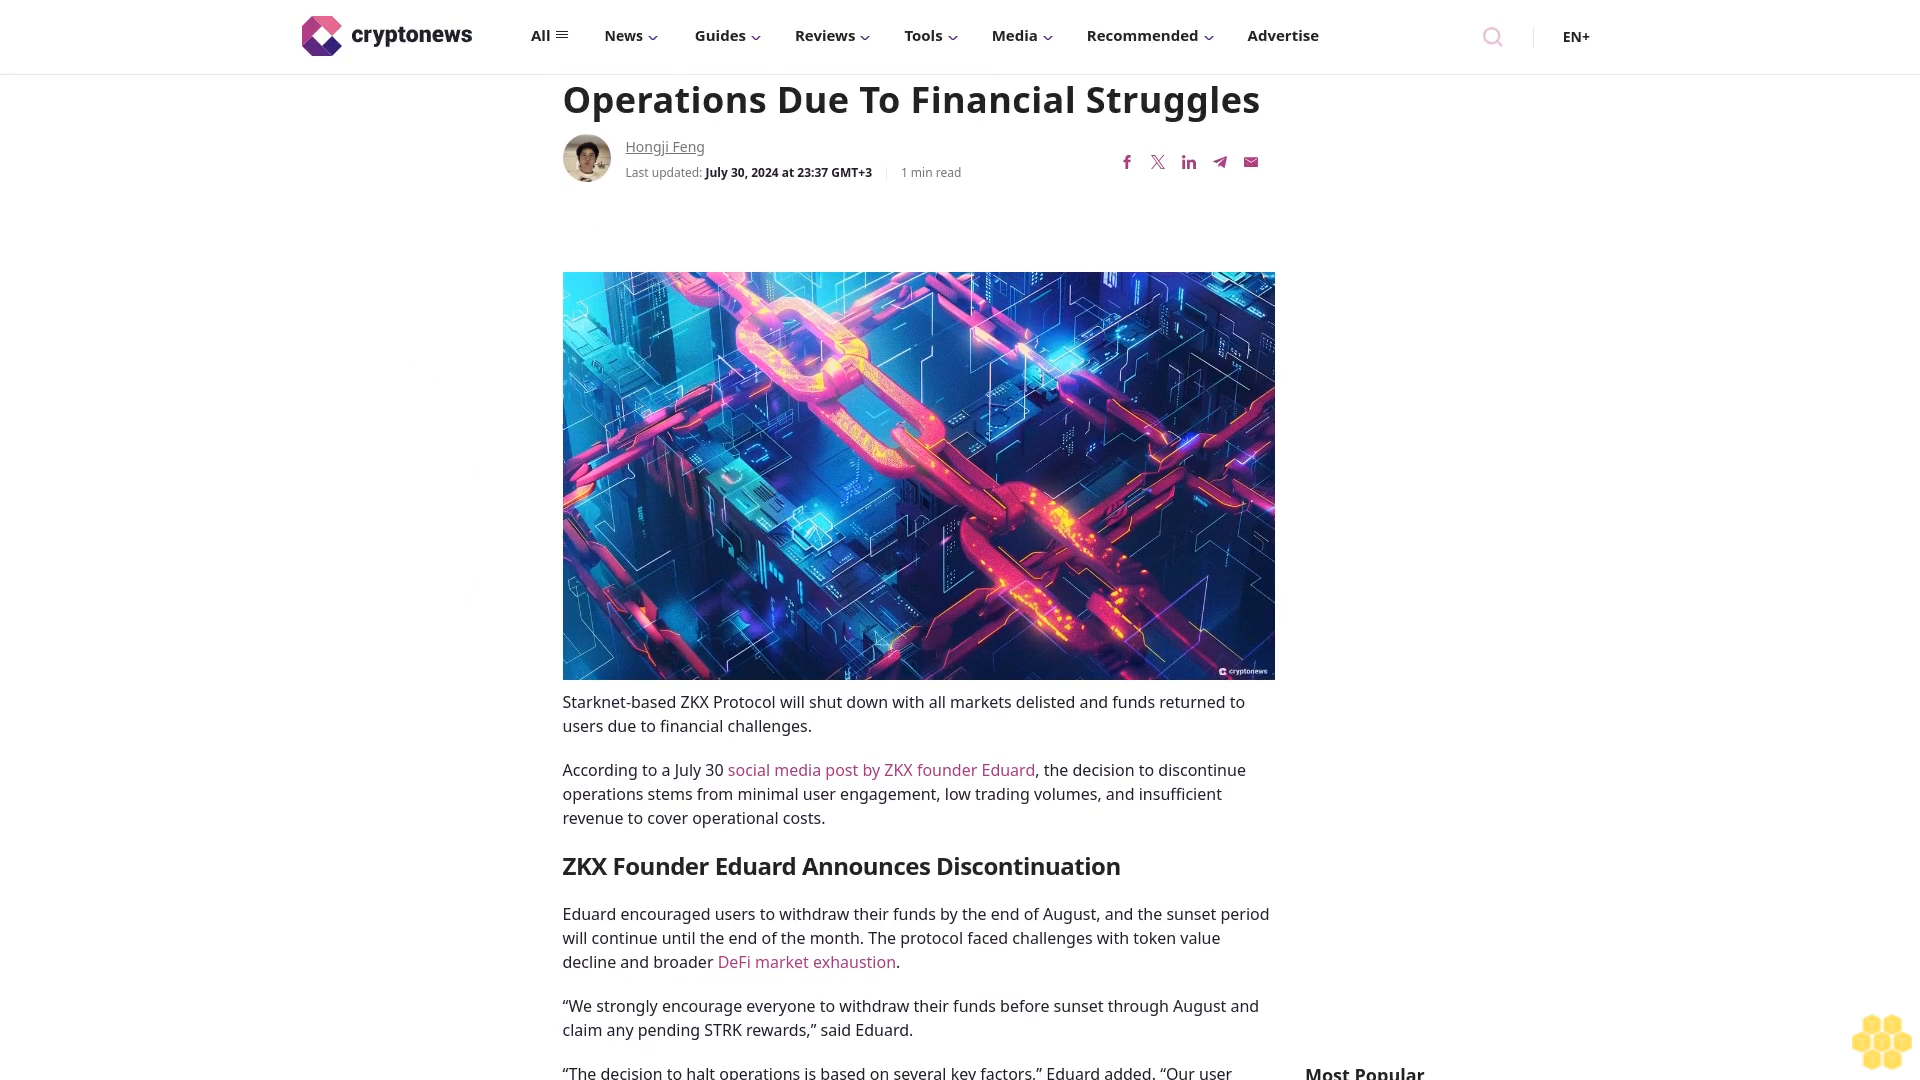 cryptonews
All
News
Guides
Reviews
Tools
Media
Recommended
Advertise
EN+
Operations Due To Financial Struggles
Hongji Feng
Last updated: July 30, 2024 at 23:37 GMT+3
1 min read
cryptonews
Starknet-based ZKX Protocol will shut down with all markets delisted and funds returned to
users due to financial challenges.
According to a July 30 social media post by ZKX founder Eduard, the decision to discontinue
operations stems from minimal user engagement, low trading volumes, and insufficient
revenue to cover operational costs.
ZKX Founder Eduard Announces Discontinuation
Eduard encouraged users to withdraw their funds by the end of August, and the sunset period
will continue until the end of the month. The protocol faced challenges with token value
decline and broader DeFi market exhaustion.
“We strongly encourage everyone to withdraw their funds before sunset through August and
claim any pending STRK rewards,” said Eduard.
“The decision to halt operations is based on several key factors,” Eduard added. “Our user
Most Popular